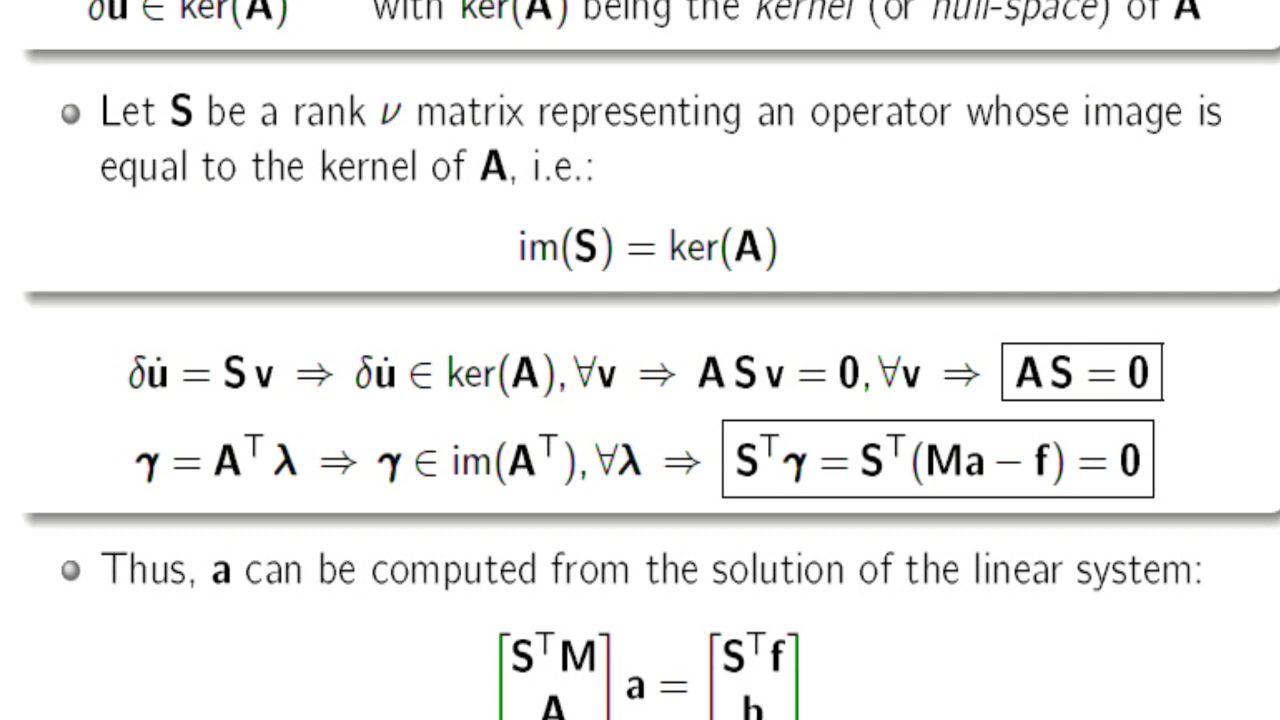 δu̇ ∈ ker(A) with ker(A) being the kernel (or null-space) of A
Let S be a rank ν matrix representing an operator whose image is
equal to the kernel of A, i.e.:
im(S) = ker(A)
δu̇ = S v ⇒ δu̇ ∈ ker(A), ∀v ⇒ A S v = 0, ∀v ⇒ A S = 0
γ = Aᵀ λ ⇒ γ ∈ im(Aᵀ), ∀λ ⇒ Sᵀγ = Sᵀ(Ma − f) = 0
Thus, a can be computed from the solution of the linear system:
[SᵀM] a = [Sᵀf]
[A] [b]